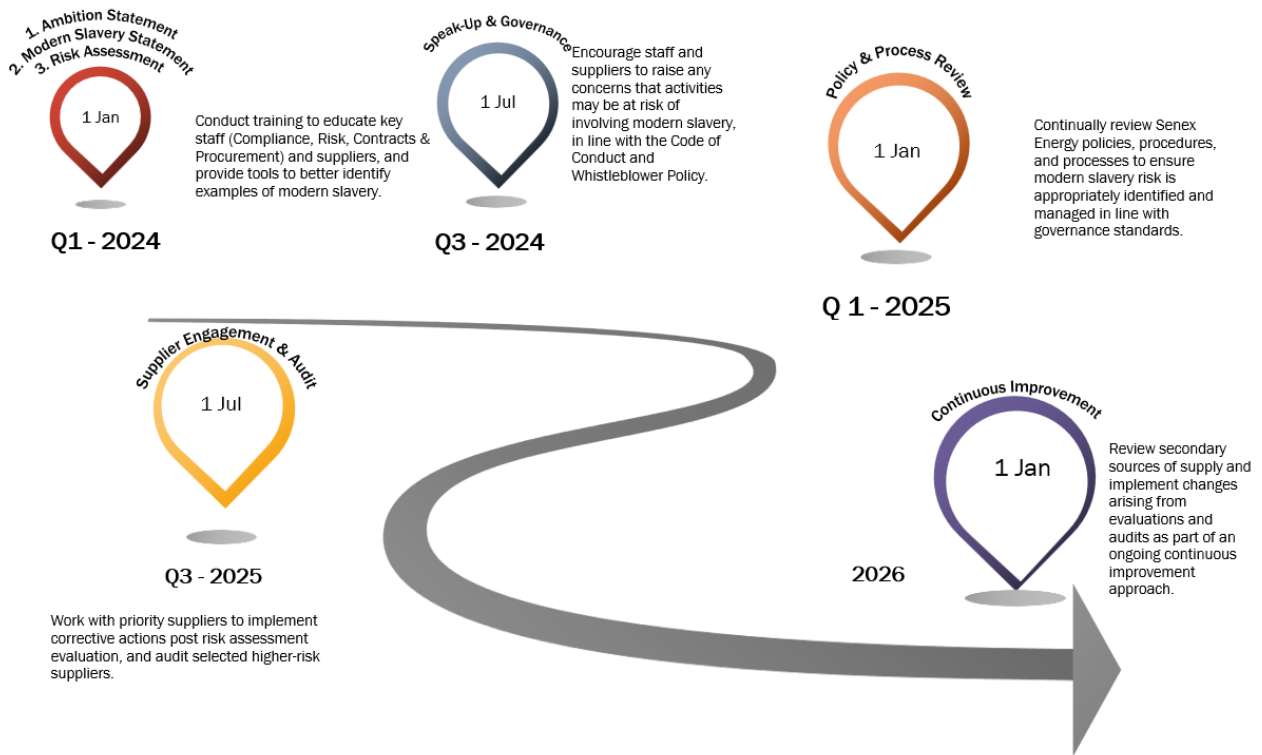 1. Ambition Statement
2. Modern Slavery Statement
3. Risk Assessment
1 Jan
Conduct training to educate key
staff (Compliance, Risk, Contracts &
Procurement) and suppliers, and
provide tools to better identify
examples of modern slavery.
Q1 - 2024
Speak-Up & Governance
1 Jul
Encourage staff and
suppliers to raise any
concerns that activities
may be at risk of
involving modern slavery,
in line with the Code of
Conduct and
Whistleblower Policy.
Q3 - 2024
Policy & Process Review
1 Jan
Continually review Senex
Energy policies, procedures,
and processes to ensure
modern slavery risk is
appropriately identified and
managed in line with
governance standards.
Q 1 - 2025
Supplier Engagement & Audit
1 Jul
Q3 - 2025
Work with priority suppliers to implement
corrective actions post risk assessment
evaluation, and audit selected higher-risk
suppliers.
Continuous Improvement
1 Jan
2026
Review secondary
sources of supply and
implement changes
arising from
evaluations and
audits as part of an
ongoing continuous
improvement
approach.